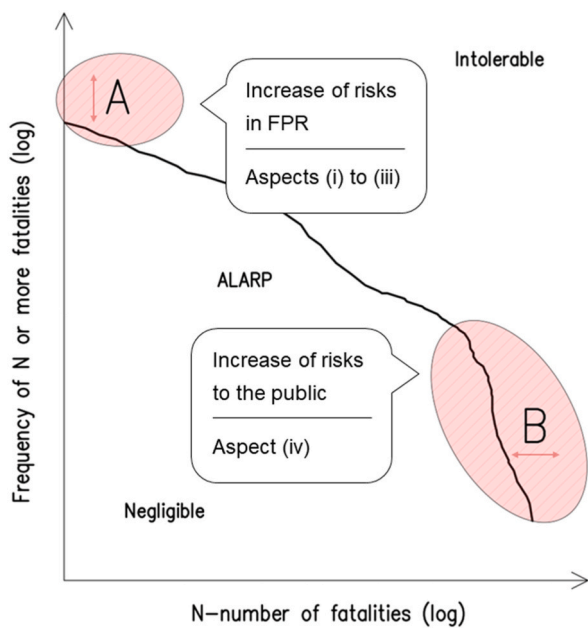 Intolerable
A
Increase of risks
in FPR
Aspects (i) to (iii)
ALARP
Increase of risks
to the public
Aspect (iv)
B
Negligible
Frequency of N or more fatalities (log)
N-number of fatalities (log)